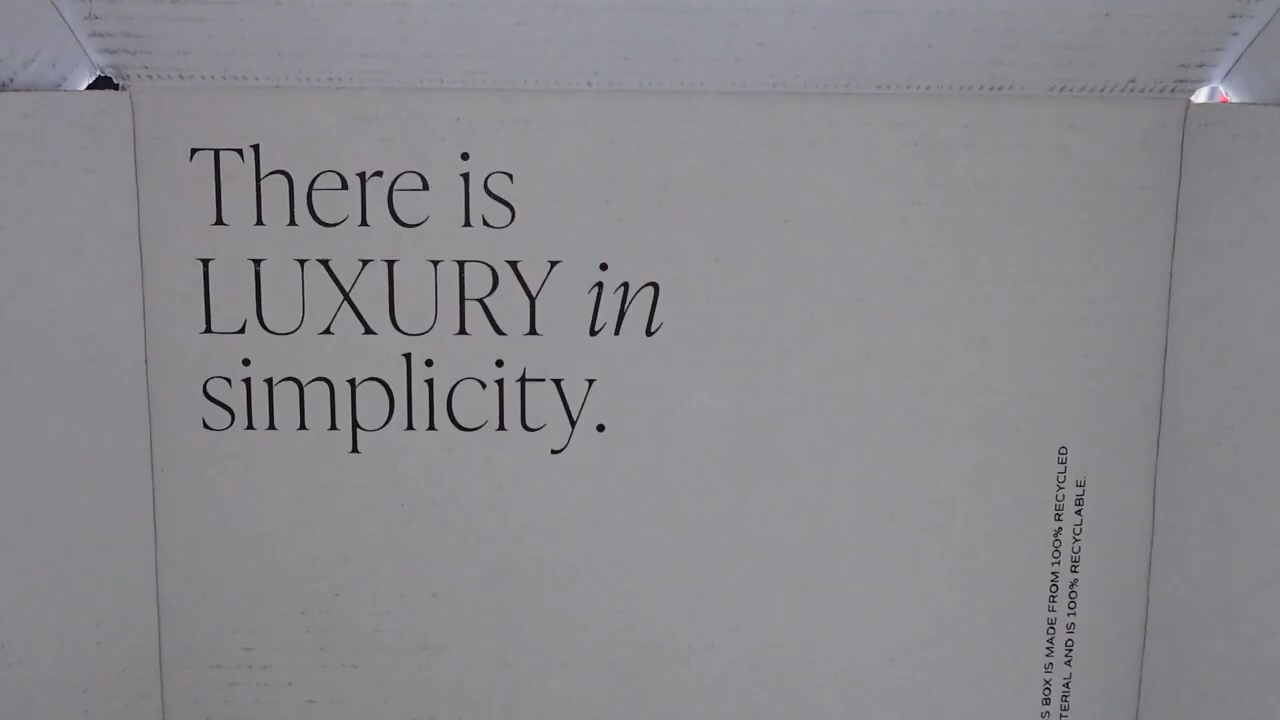 There is
LUXURY in
simplicity.
S BOX IS MADE FROM 100% RECYCLED
TERIAL AND IS 100% RECYCLABLE.